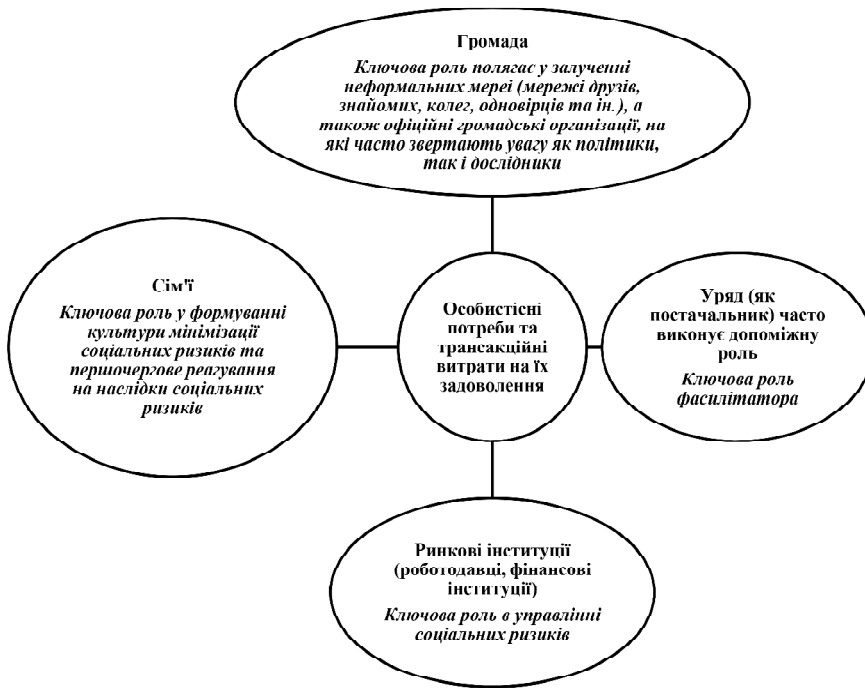 Громада
Ключова роль полягає у залученні
неформальних мереі (мережі друзів,
знайомих, колег, одновірців та ін.), а
також офіційні громадські організації, на
які часто звертають увагу як політики,
так і дослідники
Сім'ї
Ключова роль у формуванні
культури мінімізації
соціальних ризиків та
першочергове реагування
на наслідки соціальних
ризиків
Особистісні
потреби та
трансакційні
витрати на їх
задоволення
Уряд (як
постачальник) часто
виконує допоміжну
роль
Ключова роль
фасилітатора
Ринкові інституції
(роботодавці, фінансові
інституції)
Ключова роль в управлінні
соціальних ризиків